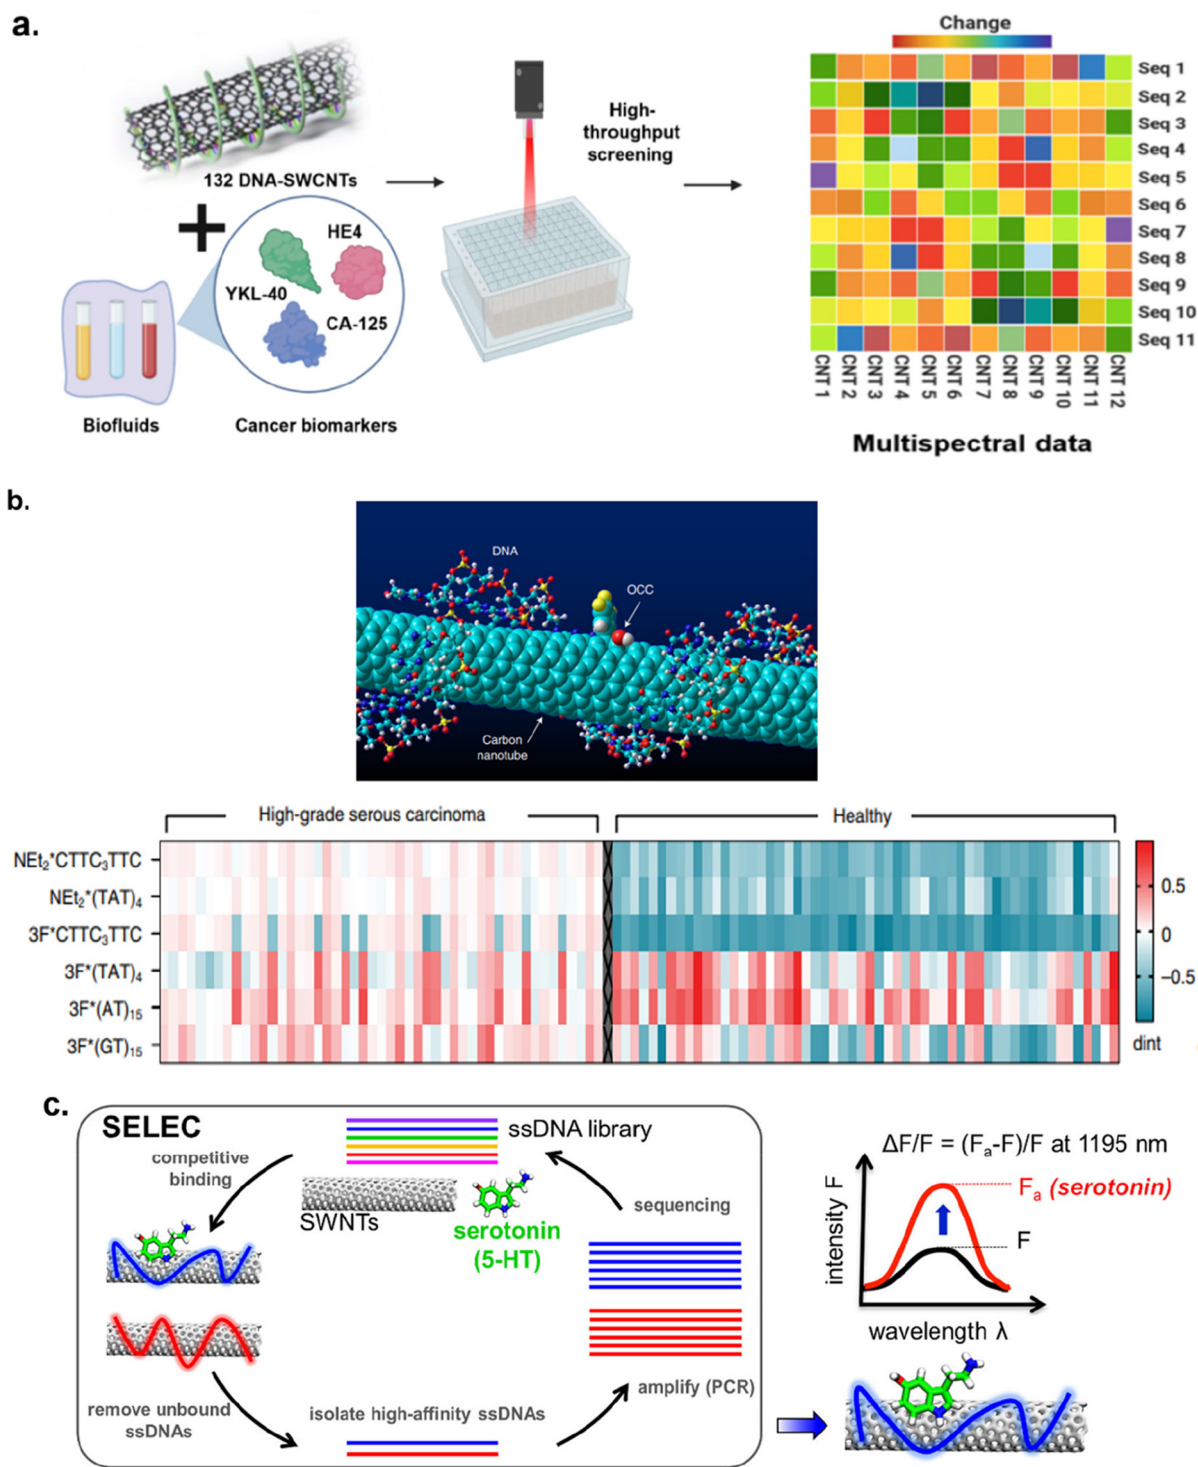 a.
Change
High-
throughput
screening
132 DNA-SWCNTs
HE4
YKL-40
CA-125
Biofluids
Cancer biomarkers
Seq 1
Seq 2
Seq 3
Seq 4
Seq 5
Seq 6
Seq 7
Seq 8
Seq 9
Seq 10
Seq 11
CNT 1
CNT 2
CNT 3
CNT 4
CNT 5
CNT 6
CNT 7
CNT 8
CNT 9
CNT 10
CNT 11
CNT 12
Multispectral data
b.
DNA
OCC
Carbon
nanotube
High-grade serous carcinoma
Healthy
NEt₂*CTTC₃TTC
NEt₂*(TAT)₄
3F*CTTC₃TTC
3F*(TAT)₄
3F*(AT)₁₅
3F*(GT)₁₅
0.5
0
−0.5
dint
c.
SELEC
competitive
binding
ssDNA library
SWNTs
serotonin
(5-HT)
sequencing
amplify (PCR)
isolate high-affinity ssDNAs
remove unbound
ssDNAs
ΔF/F = (Fₐ-F)/F at 1195 nm
intensity F
Fₐ (serotonin)
F
wavelength λ